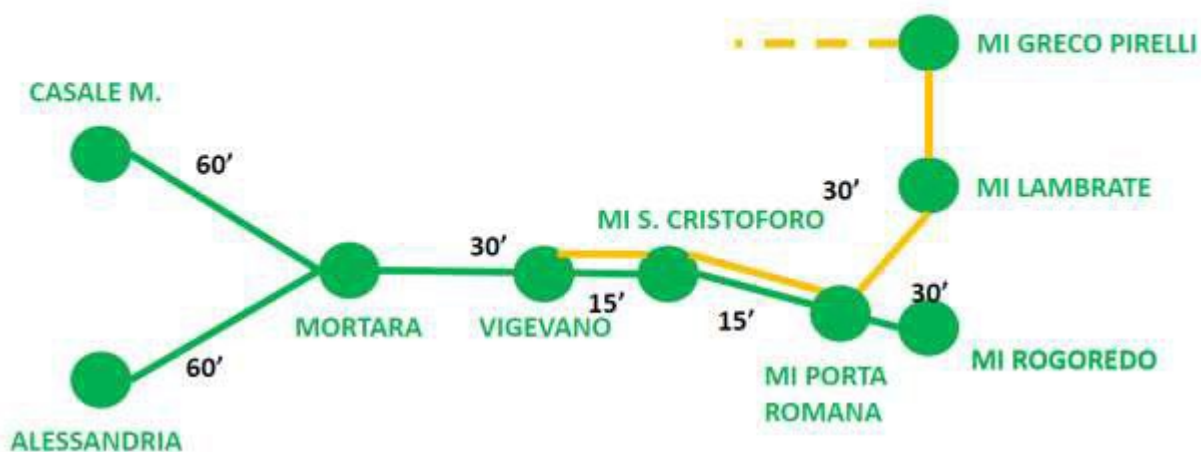 MI GRECO PIRELLI
CASALE M.
60'
30'
MI LAMBRATE
MI S. CRISTOFORO
30'
30'
15'
15'
MORTARA
VIGEVANO
60'
MI ROGOREDO
MI PORTA
ROMANA
ALESSANDRIA